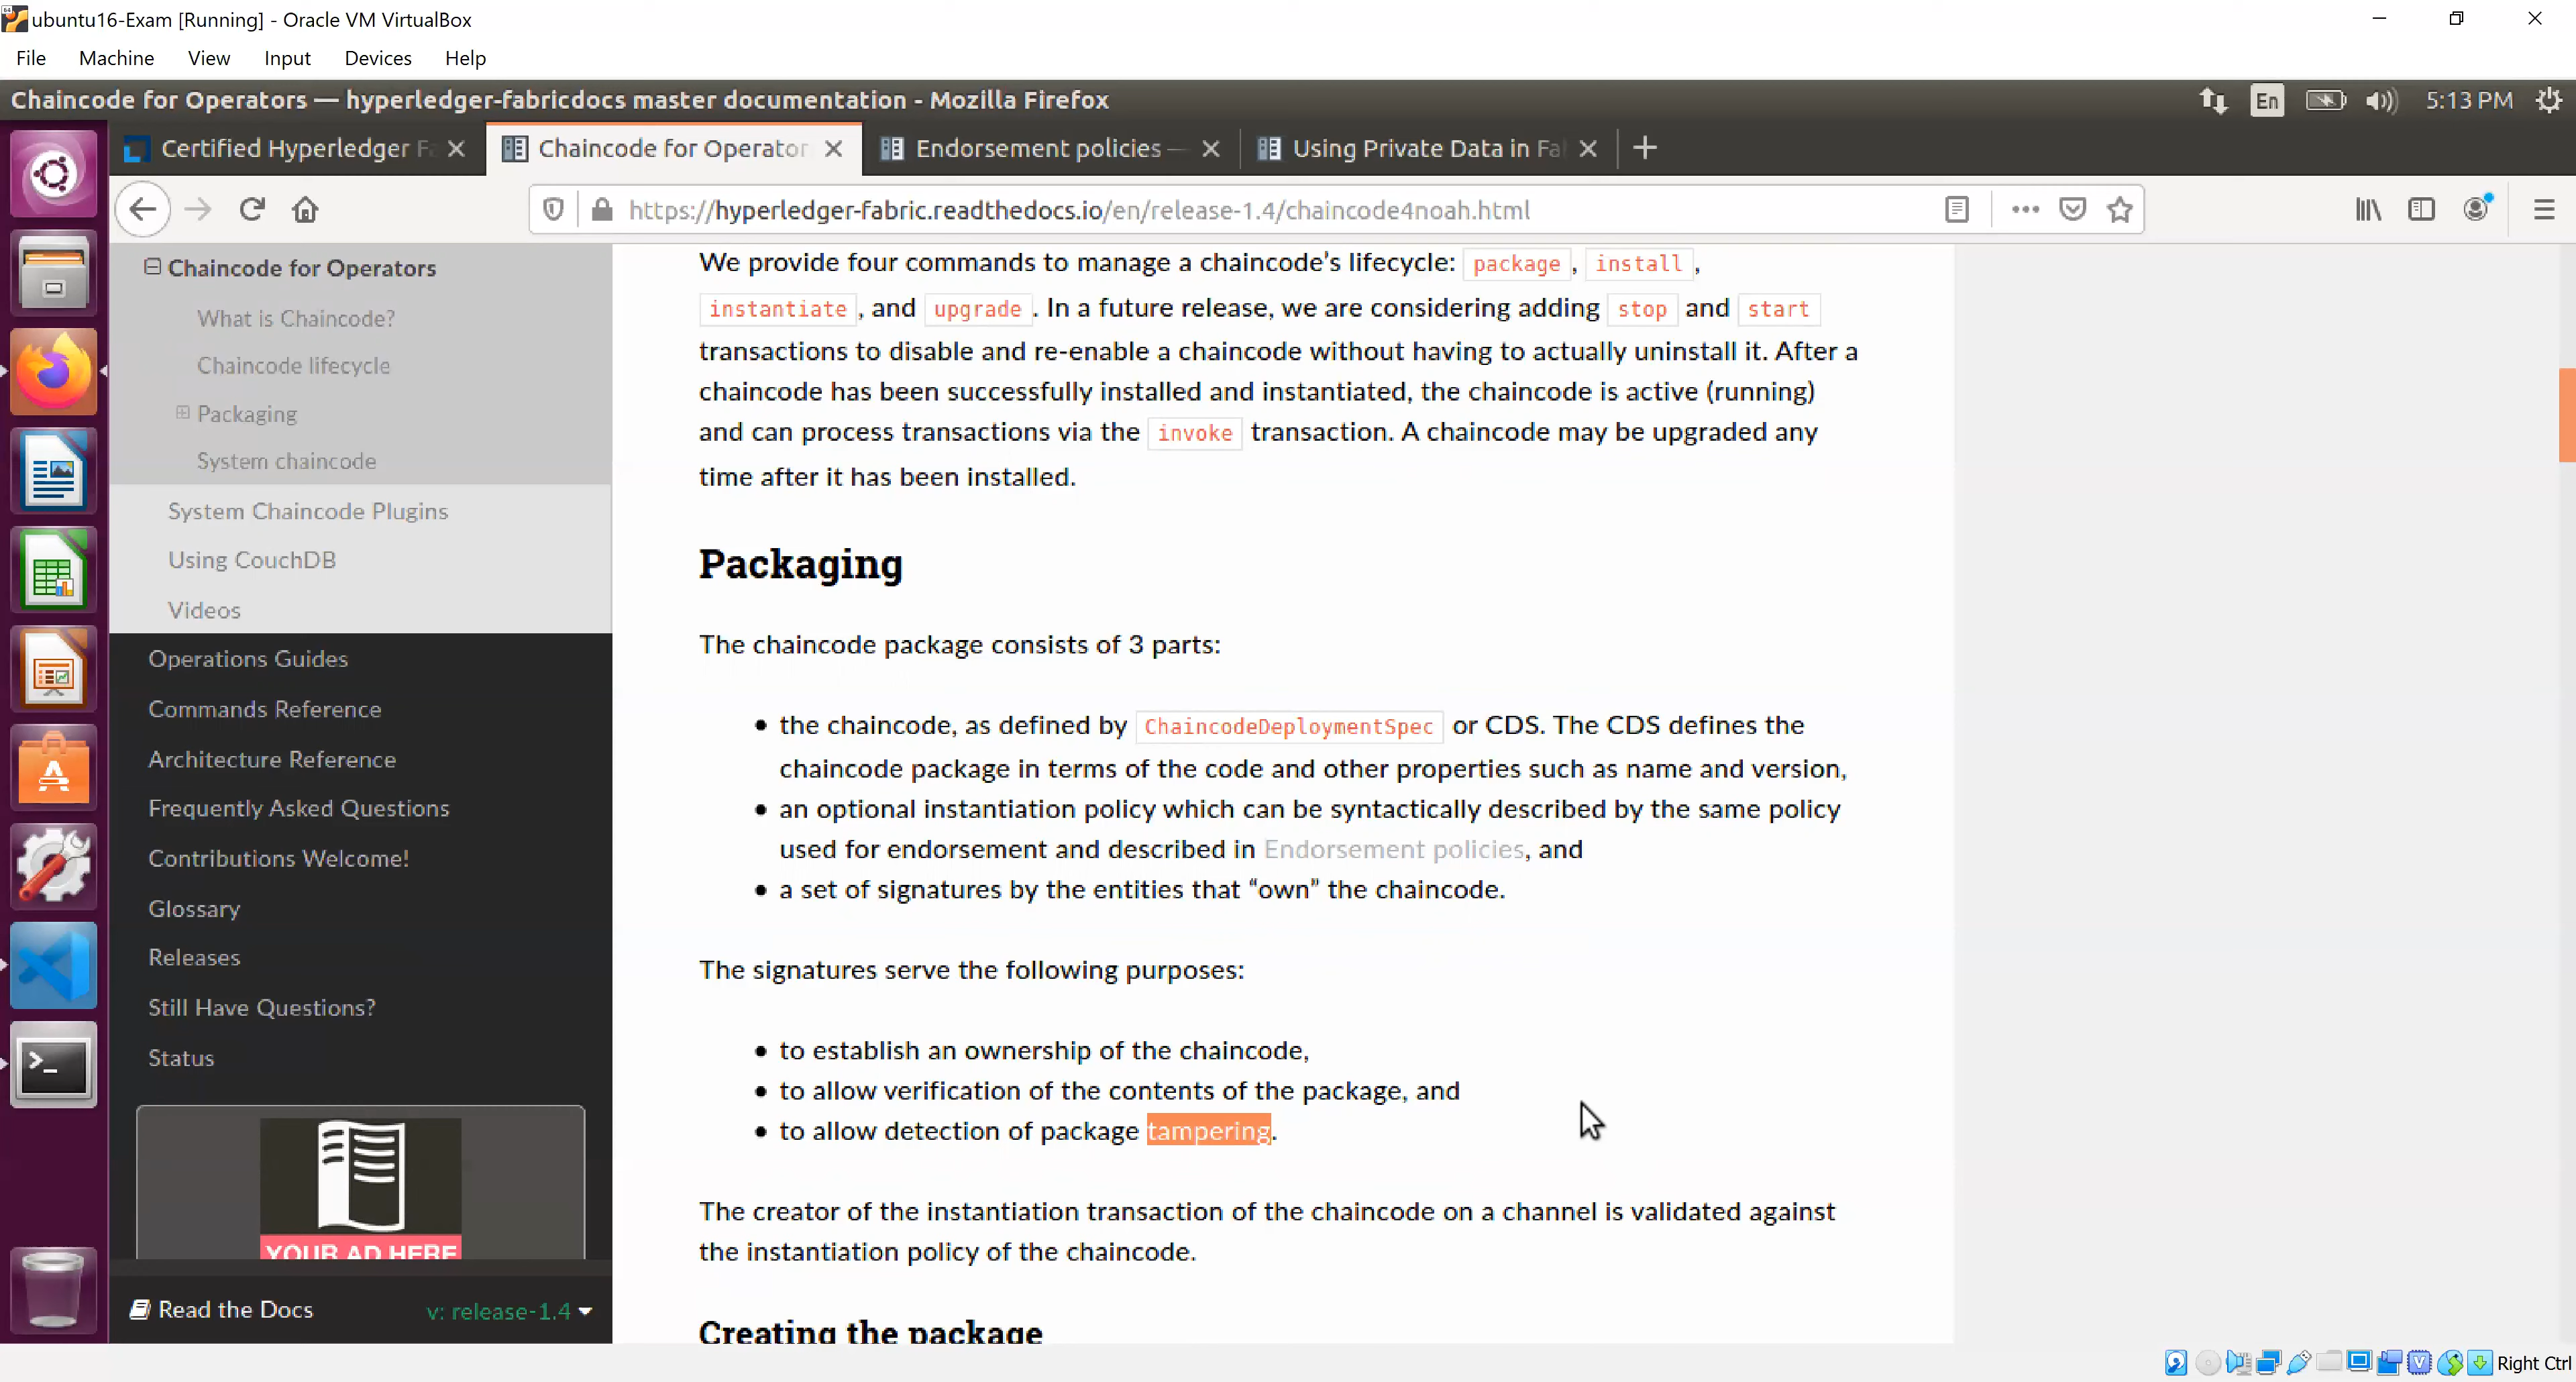 ubuntu16-Exam [Running] - Oracle VM VirtualBox
File Machine View Input Devices Help
Chaincode for Operators — hyperledger-fabricdocs master documentation - Mozilla Firefox
En 5:13 PM
Certified Hyperledger Fa
Chaincode for Operator
Endorsement policies —
Using Private Data in Fa
https://hyperledger-fabric.readthedocs.io/en/release-1.4/chaincode4noah.html
Chaincode for Operators
What is Chaincode?
Chaincode lifecycle
Packaging
System chaincode
System Chaincode Plugins
Using CouchDB
Videos
Operations Guides
Commands Reference
Architecture Reference
Frequently Asked Questions
Contributions Welcome!
Glossary
Releases
Still Have Questions?
Status
YOUR AD HERE
Read the Docs v: release-1.4
We provide four commands to manage a chaincode's lifecycle: package, install,
instantiate, and upgrade. In a future release, we are considering adding stop and start
transactions to disable and re-enable a chaincode without having to actually uninstall it. After a
chaincode has been successfully installed and instantiated, the chaincode is active (running)
and can process transactions via the invoke transaction. A chaincode may be upgraded any
time after it has been installed.
Packaging
The chaincode package consists of 3 parts:
• the chaincode, as defined by ChaincodeDeploymentSpec or CDS. The CDS defines the
chaincode package in terms of the code and other properties such as name and version,
• an optional instantiation policy which can be syntactically described by the same policy
used for endorsement and described in Endorsement policies, and
• a set of signatures by the entities that “own” the chaincode.
The signatures serve the following purposes:
• to establish an ownership of the chaincode,
• to allow verification of the contents of the package, and
• to allow detection of package tampering.
The creator of the instantiation transaction of the chaincode on a channel is validated against
the instantiation policy of the chaincode.
Creating the package
Right Ctrl